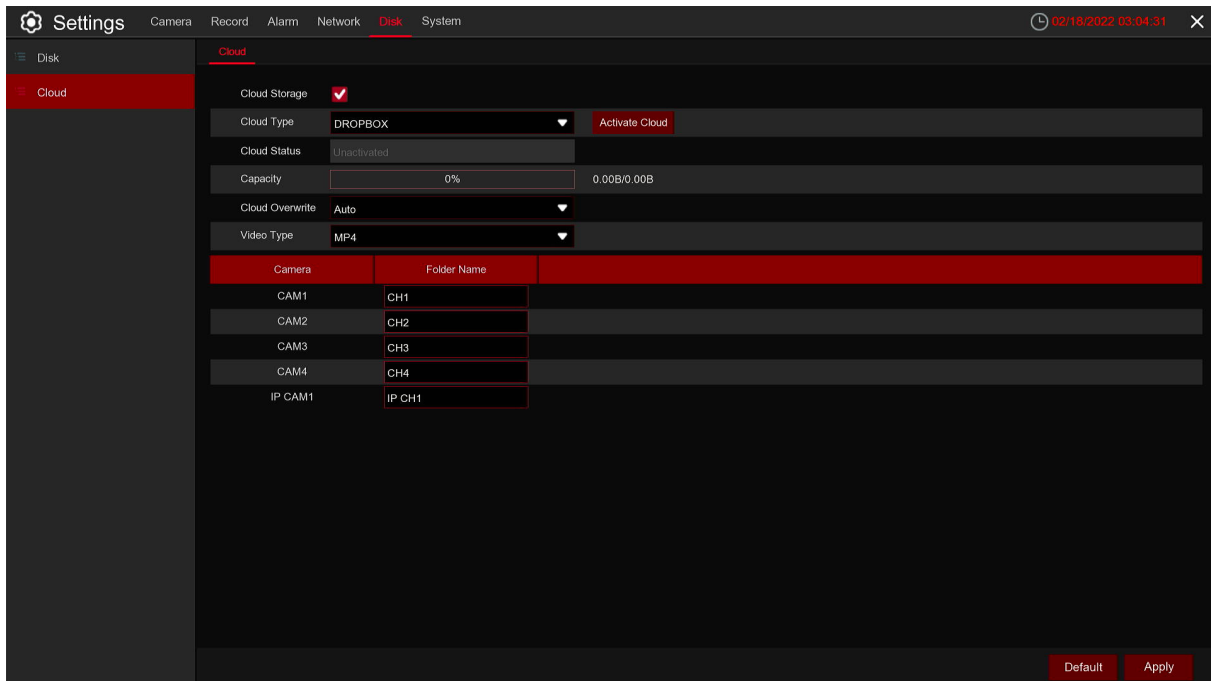 Settings Camera Record Alarm Network Disk System 02/18/2022 03:04:31
Disk
Cloud
Cloud
Cloud Storage
Cloud Type DROPBOX Activate Cloud
Cloud Status Unactivated
Capacity 0% 0.00B/0.00B
Cloud Overwrite Auto
Video Type MP4
Camera Folder Name
CAM1 CH1
CAM2 CH2
CAM3 CH3
CAM4 CH4
IP CAM1 IP CH1
Default Apply